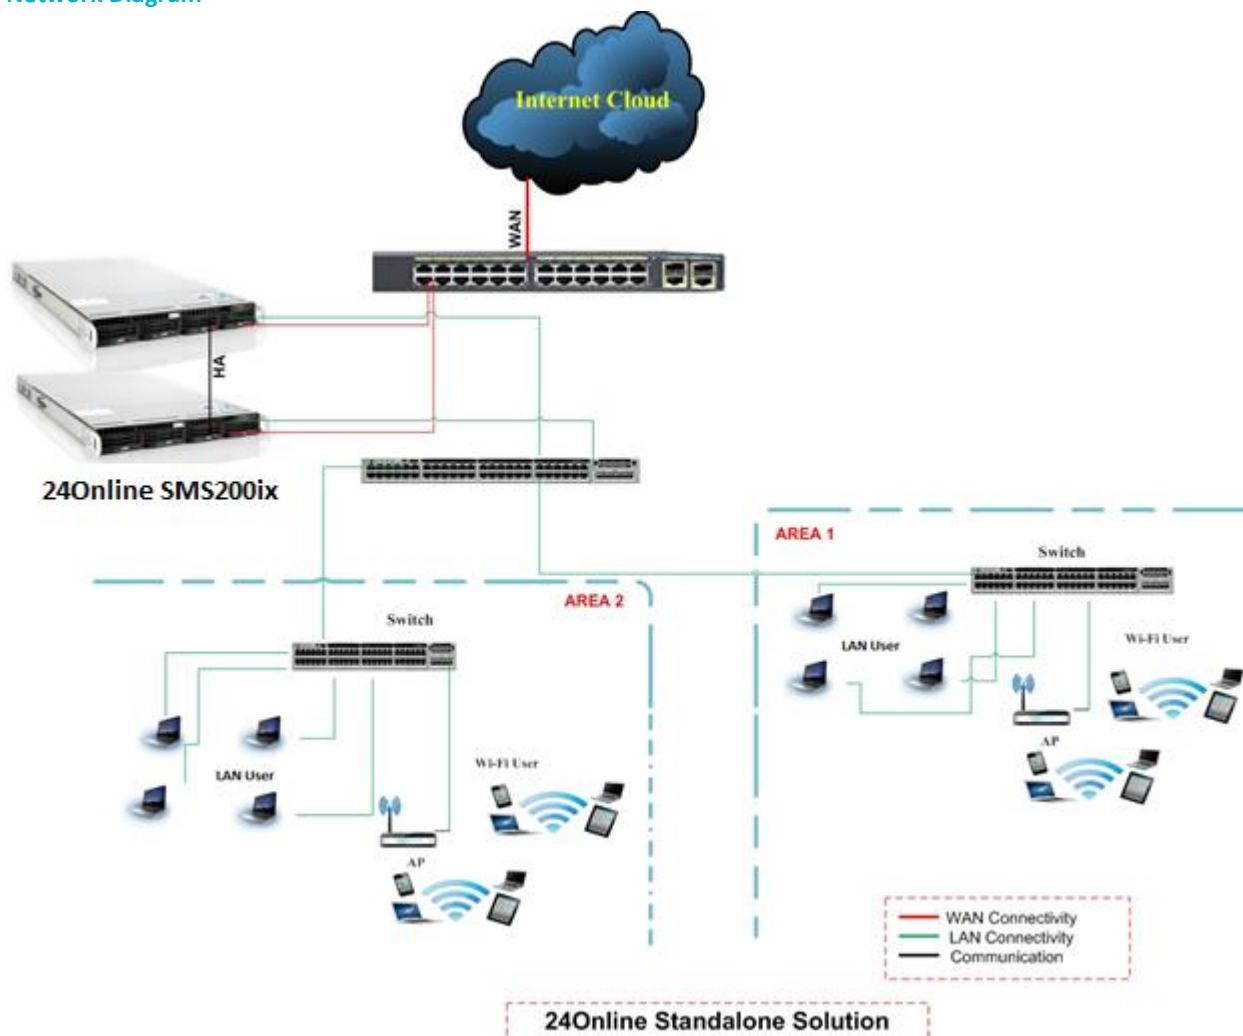 Network Diagram
Internet Cloud
WAN
HA
24Online SMS200ix
AREA 1
Switch
LAN User
Wi-Fi User
AP
AREA 2
Switch
LAN User
Wi-Fi User
AP
WAN Connectivity
LAN Connectivity
Communication
24Online Standalone Solution